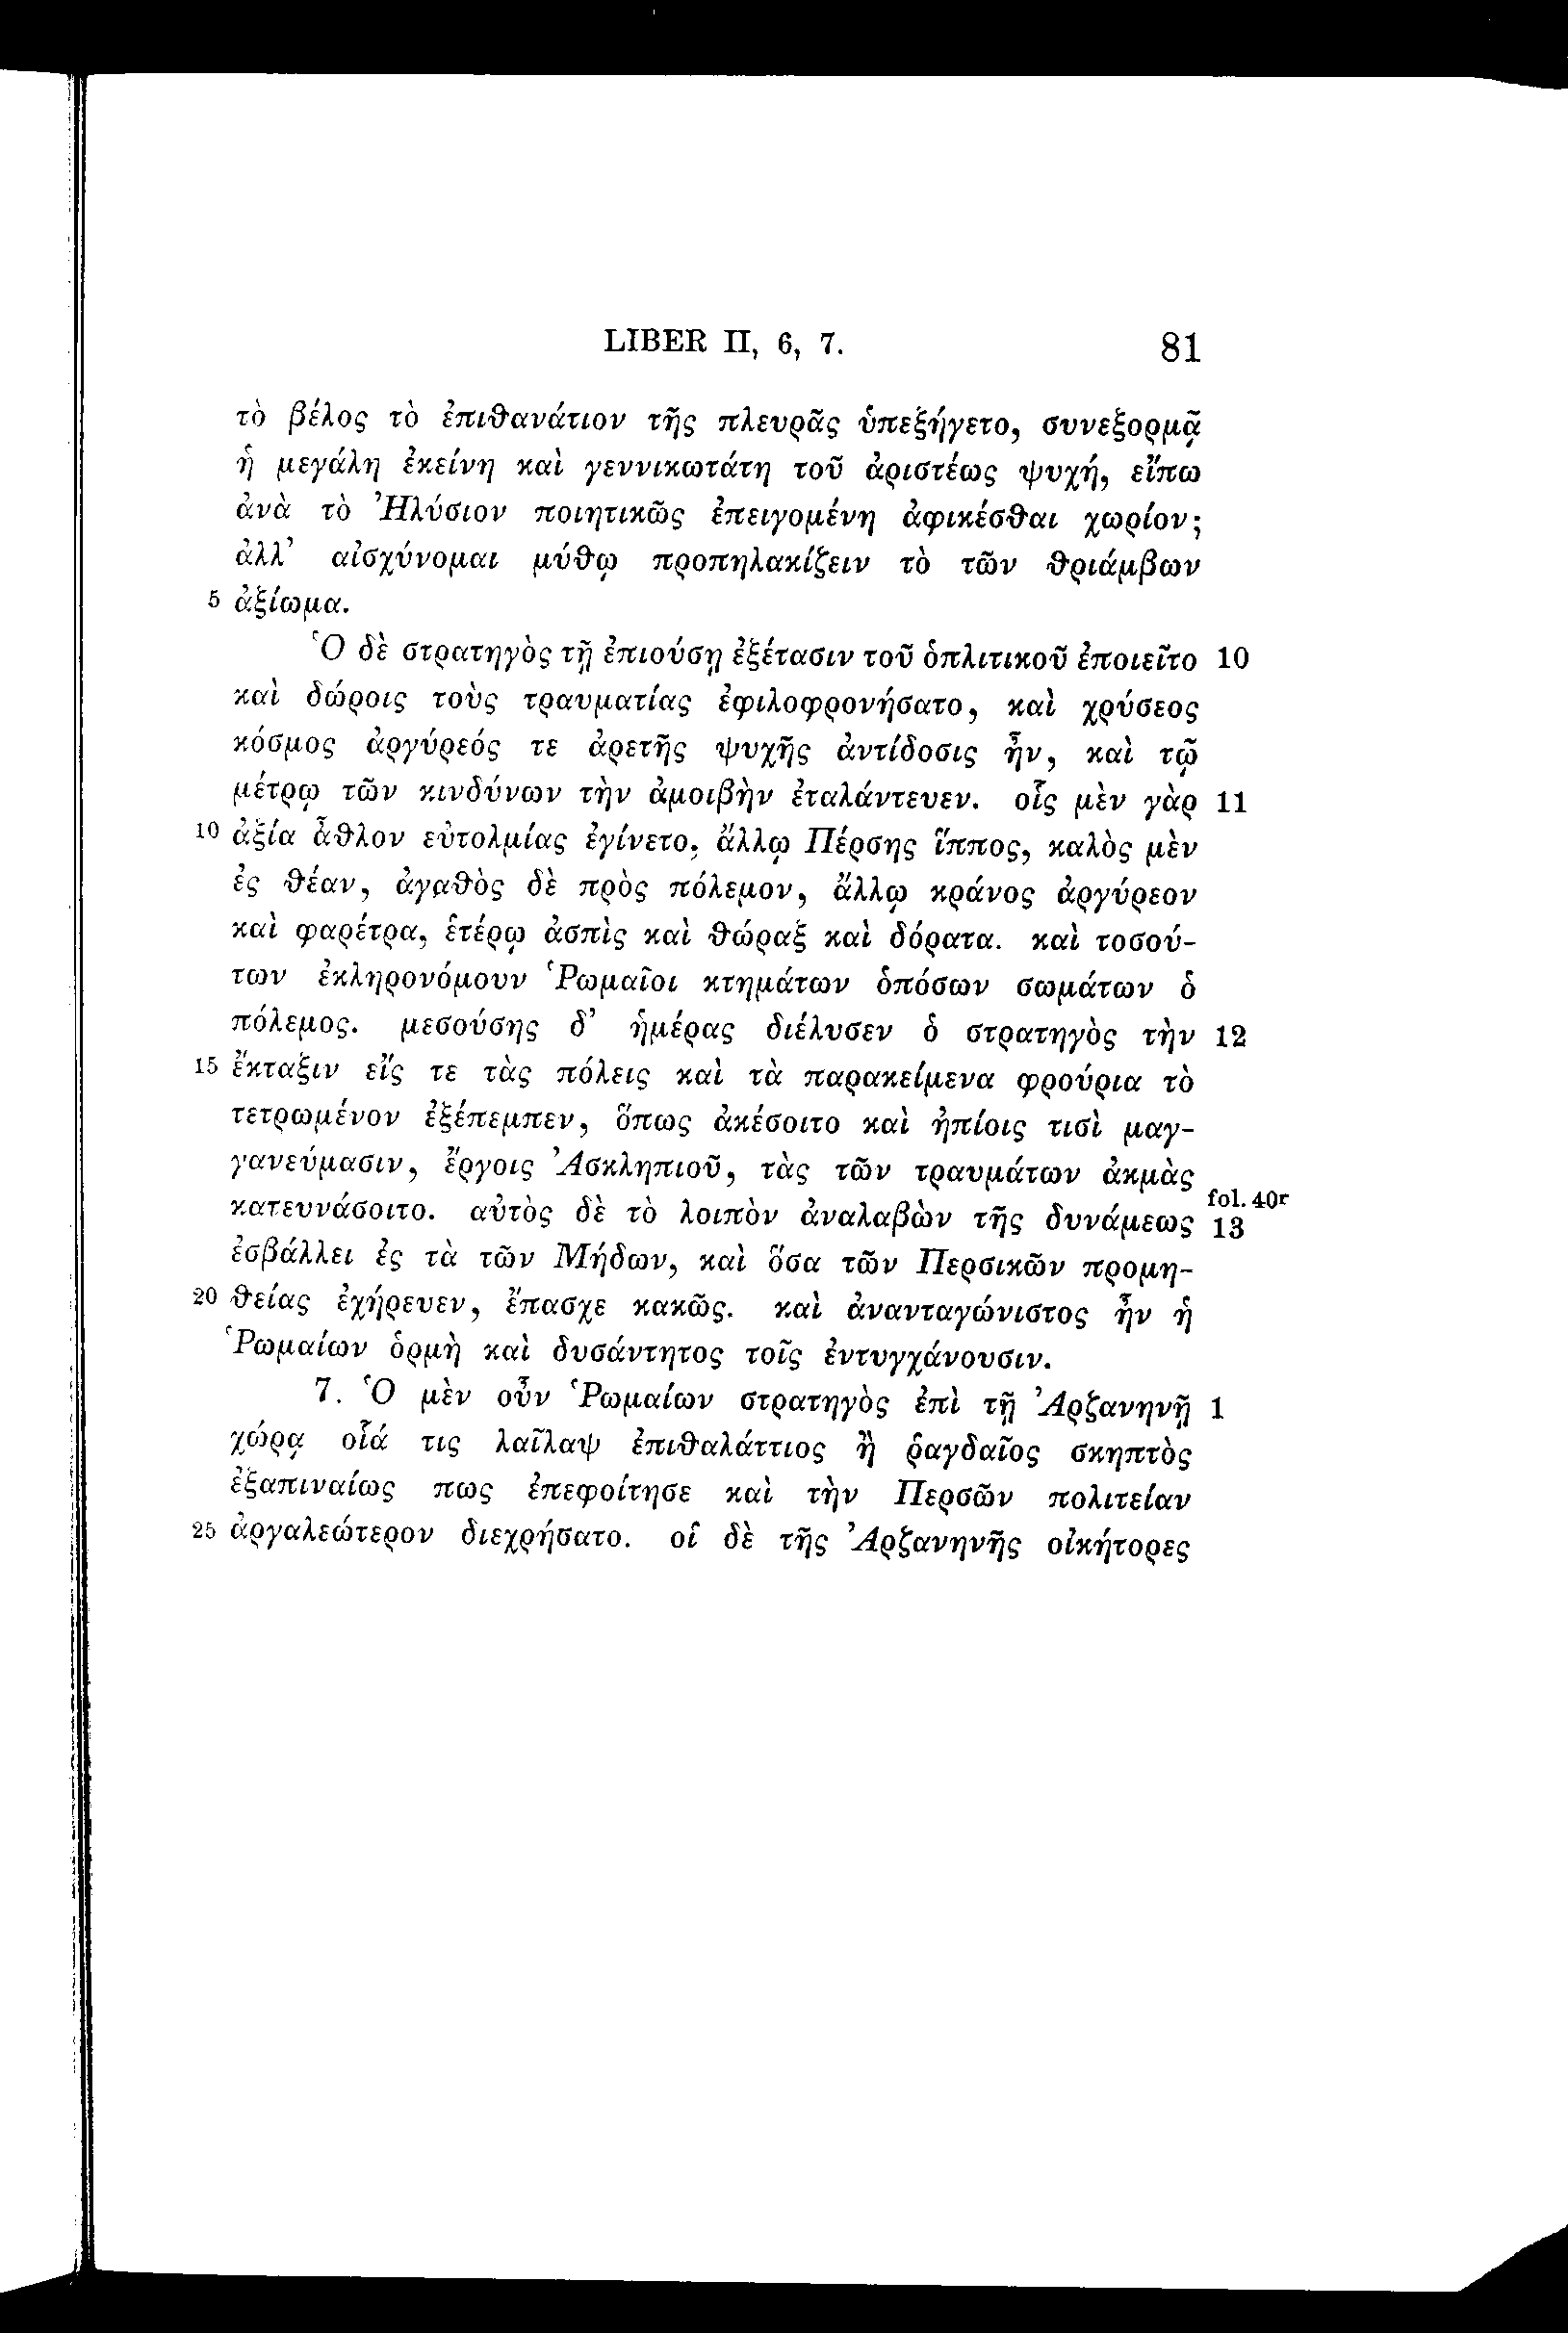 LIBER II, 6, 7. 81
τὸ βέλος τὸ ἐπιθανάτιον τῆς πλευρᾶς ὑπεξήγετο, συνεξορμᾷ
ἡ μεγάλη ἐκείνη καὶ γεννικωτάτη τοῦ ἀριστέως ψυχή, εἴπω
ἀνὰ τὸ Ἠλύσιον ποιητικῶς ἐπειγομένη ἀφικέσθαι χωρίον;
ἀλλ’ αἰσχύνομαι μύθῳ προπηλακίζειν τὸ τῶν θριάμβων
5 ἀξίωμα.
Ὁ δὲ στρατηγὸς τῇ ἐπιούσῃ ἐξέτασιν τοῦ ὁπλιτικοῦ ἐποιεῖτο 10
καὶ δώροις τοὺς τραυματίας ἐφιλοφρονήσατο, καὶ χρύσεος
κόσμος ἀργύρεός τε ἀρετῆς ψυχῆς ἀντίδοσις ἦν, καὶ τῷ
μέτρῳ τῶν κινδύνων τὴν ἀμοιβὴν ἐταλάντευεν. οἷς μὲν γὰρ 11
10 ἀξία ἆθλον εὐτολμίας ἐγίνετο, ἄλλῳ Πέρσης ἵππος, καλὸς μὲν
ἐς θέαν, ἀγαθὸς δὲ πρὸς πόλεμον, ἄλλῳ κράνος ἀργύρεον
καὶ φαρέτρα, ἑτέρῳ ἀσπὶς καὶ θώραξ καὶ δόρατα. καὶ τοσού-
των ἐκληρονόμουν Ῥωμαῖοι κτημάτων ὁπόσων σωμάτων ὁ
πόλεμος. μεσούσης δ’ ἡμέρας διέλυσεν ὁ στρατηγὸς τὴν 12
15 ἔκταξιν εἴς τε τὰς πόλεις καὶ τὰ παρακείμενα φρούρια τὸ
τετρωμένον ἐξέπεμπεν, ὅπως ἀκέσοιτο καὶ ἠπίοις τισὶ μαγ-
γανεύμασιν, ἔργοις Ἀσκληπιοῦ, τὰς τῶν τραυμάτων ἀκμὰς
κατευνάσοιτο. αὐτὸς δὲ τὸ λοιπὸν ἀναλαβὼν τῆς δυνάμεως fol. 40r 13
ἐσβάλλει ἐς τὰ τῶν Μήδων, καὶ ὅσα τῶν Περσικῶν προμη-
20 θείας ἐχήρευεν, ἔπασχε κακῶς. καὶ ἀνανταγώνιστος ἦν ἡ
Ῥωμαίων ὁρμὴ καὶ δυσάντητος τοῖς ἐντυγχάνουσιν.
7. Ὁ μὲν οὖν Ῥωμαίων στρατηγὸς ἐπὶ τῇ Ἀρζανηνῇ 1
χώρᾳ οἷά τις λαῖλαψ ἐπιθαλάττιος ἢ ῥαγδαῖος σκηπτὸς
ἐξαπιναίως πως ἐπεφοίτησε καὶ τὴν Περσῶν πολιτείαν
25 ἀργαλεώτερον διεχρήσατο. οἱ δὲ τῆς Ἀρζανηνῆς οἰκήτορες